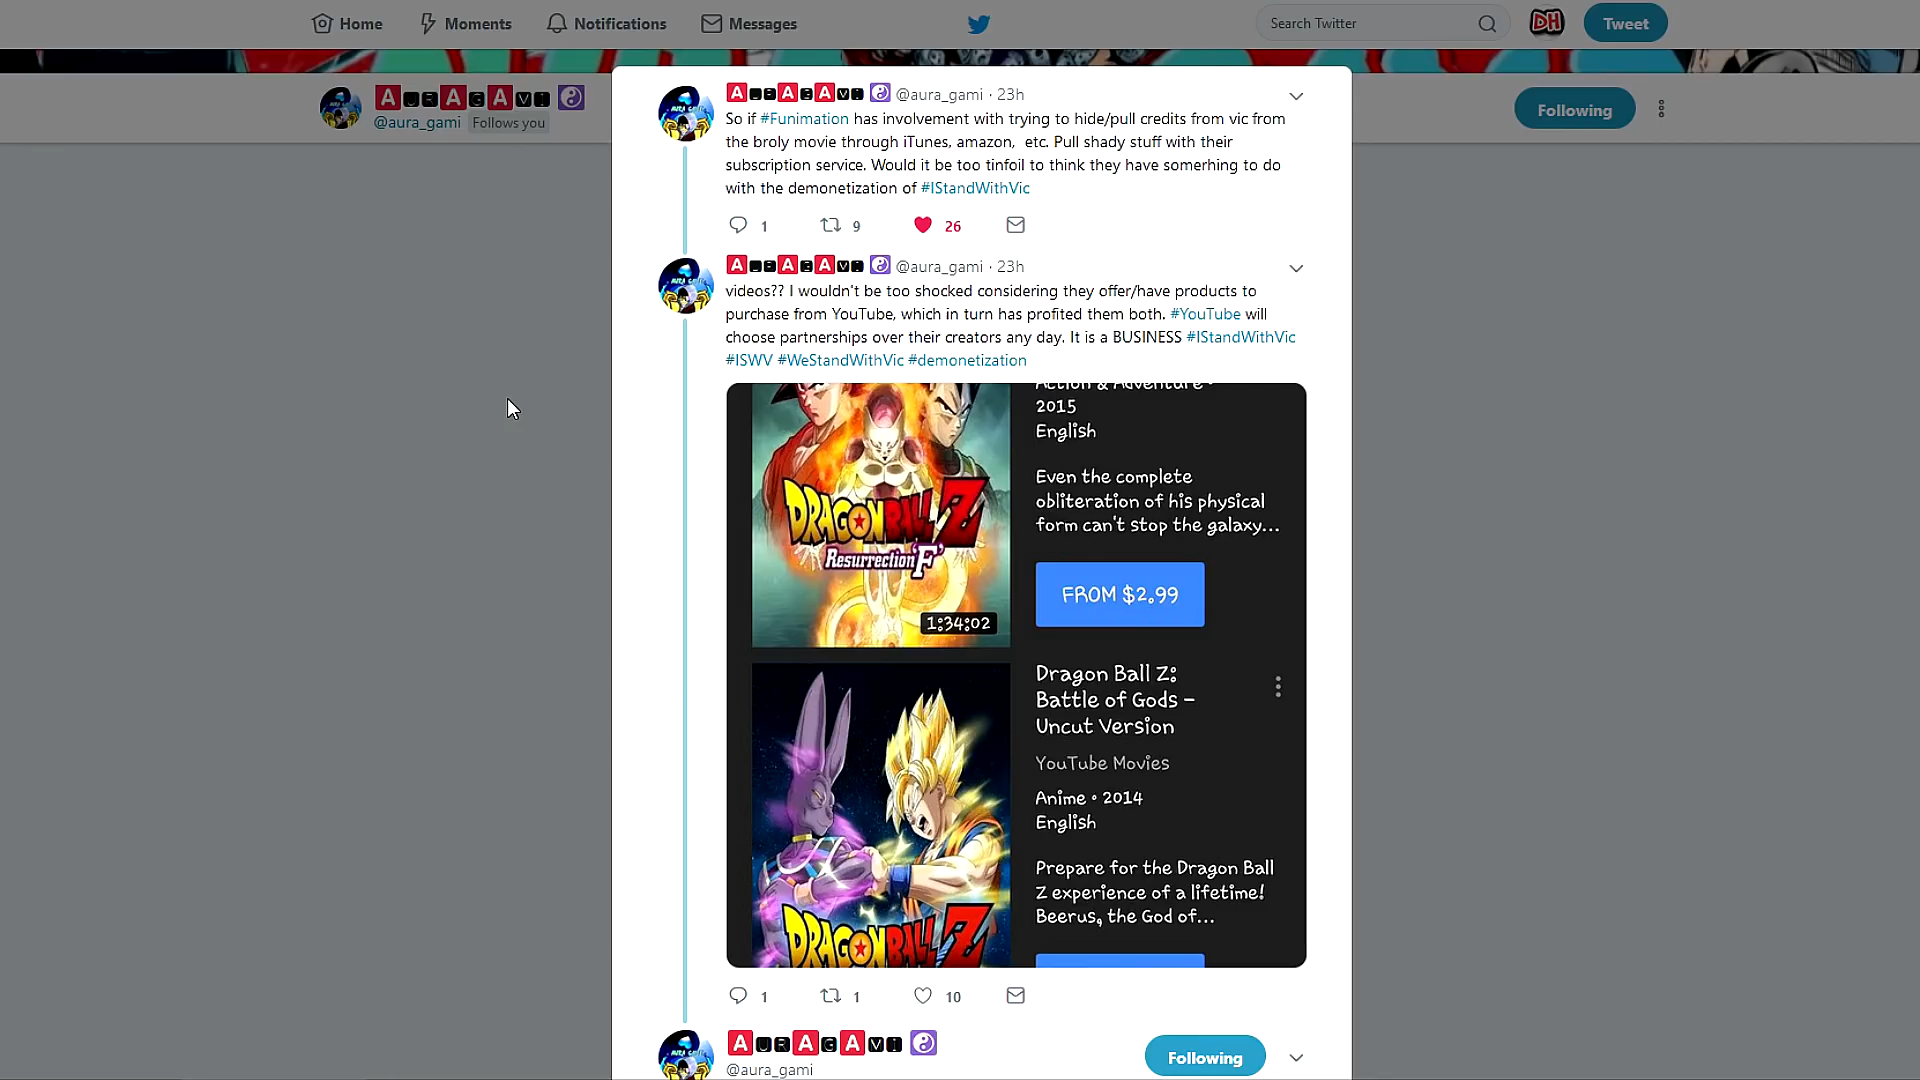 Home
Moments
Notifications
Messages
Search Twitter
DH
Tweet
@aura_gami Follows you
Following
@aura_gami · 23h
So if #Funimation has involvement with trying to hide/pull credits from vic from
the broly movie through iTunes, amazon, etc. Pull shady stuff with their
subscription service. Would it be too tinfoil to think they have somerhing to do
with the demonetization of #IStandWithVic
1
9
26
@aura_gami · 23h
videos?? I wouldn't be too shocked considering they offer/have products to
purchase from YouTube, which in turn has profited them both. #YouTube will
choose partnerships over their creators any day. It is a BUSINESS #IStandWithVic
#ISWV #WeStandWithVic #demonetization
Action & Adventure •
2015
English
Even the complete
obliteration of his physical
form can't stop the galaxy...
FROM $2.99
DRAGON BALL Z
Resurrection 'F'
1:34:02
Dragon Ball Z:
Battle of Gods –
Uncut Version
YouTube Movies
Anime • 2014
English
Prepare for the Dragon Ball
Z experience of a lifetime!
Beerus, the God of...
DRAGON BALL Z
1
1
10
AURAGAVI
@aura_gami
Following